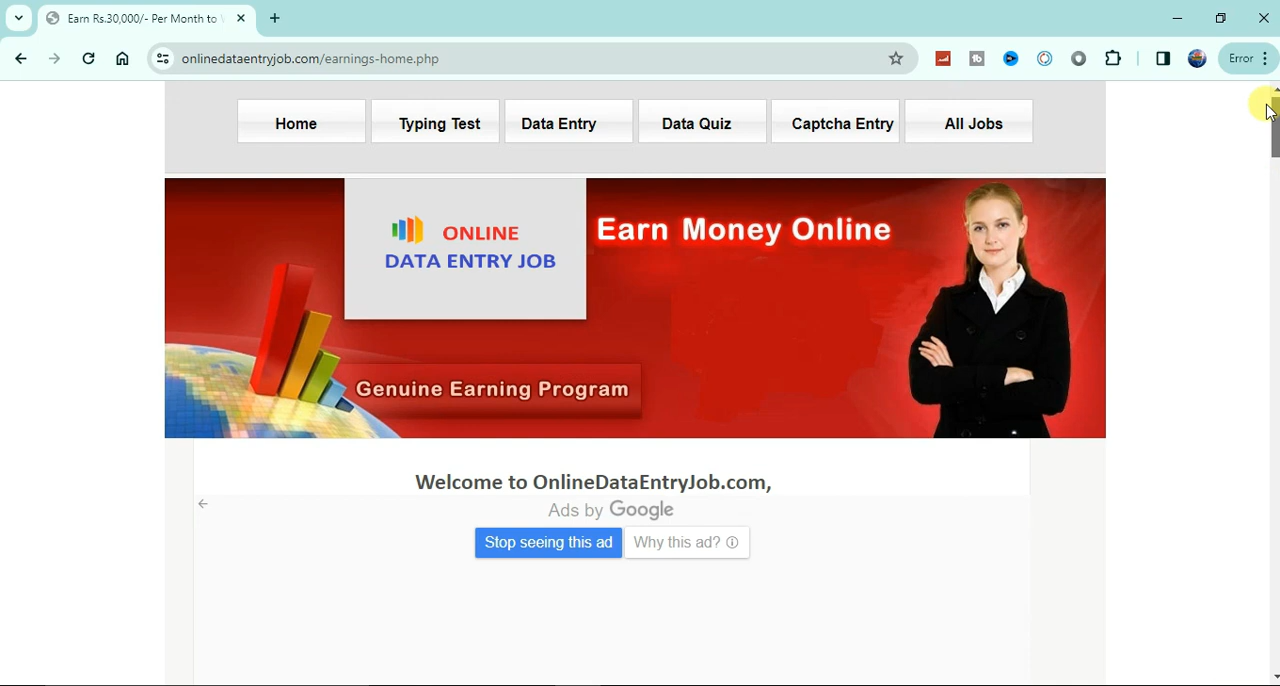 Earn Rs.30,000/- Per Month to
onlinedataentryjob.com/earnings-home.php
Error
Home
Typing Test
Data Entry
Data Quiz
Captcha Entry
All Jobs
ONLINE
DATA ENTRY JOB
Earn Money Online
Genuine Earning Program
Welcome to OnlineDataEntryJob.com,
Ads by Google
Stop seeing this ad
Why this ad?